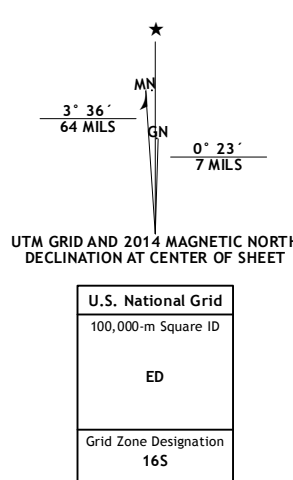 MN
3° 36´
64 MILS
GN
0° 23´
7 MILS
UTM GRID AND 2014 MAGNETIC NORTH
DECLINATION AT CENTER OF SHEET
U.S. National Grid
100,000-m Square ID
ED
Grid Zone Designation
16S